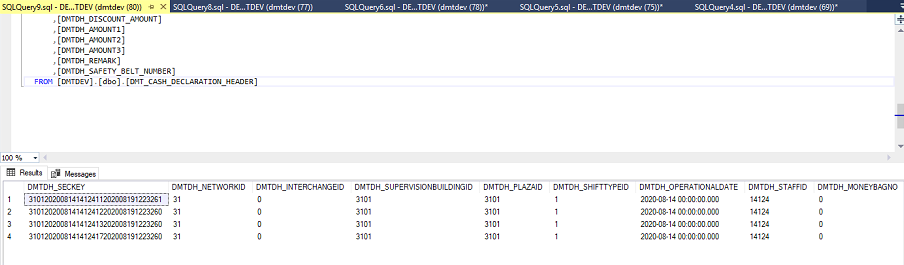 SQLQuery9.sql - DE...TDEV (dmtdev (80)) SQLQuery8.sql - DE...TDEV (dmtdev (77)) SQLQuery6.sql - DE...TDEV (dmtdev (78))* SQLQuery5.sql - DE...TDEV (dmtdev (75))* SQLQuery4.sql - DE...TDEV (dmtdev (69))*
,[DMTDH_DISCOUNT_AMOUNT]
,[DMTDH_AMOUNT1]
,[DMTDH_AMOUNT2]
,[DMTDH_AMOUNT3]
,[DMTDH_REMARK]
,[DMTDH_SAFETY_BELT_NUMBER]
FROM [DMTDEV].[dbo].[DMT_CASH_DECLARATION_HEADER]
100 %
Results Messages
DMTDH_SECKEY DMTDH_NETWORKID DMTDH_INTERCHANGEID DMTDH_SUPERVISIONBUILDINGID DMTDH_PLAZAID DMTDH_SHIFTTYPEID DMTDH_OPERATIONALDATE DMTDH_STAFFID DMTDH_MONEYBAGNO
1 31 0 3101 3101 1 2020-08-14 00:00:00.000 14124 0
2 31 0 3101 3101 1 2020-08-14 00:00:00.000 14124 0
3 31 0 3101 3101 1 2020-08-14 00:00:00.000 14124 0
4 31 0 3101 3101 1 2020-08-14 00:00:00.000 14124 0